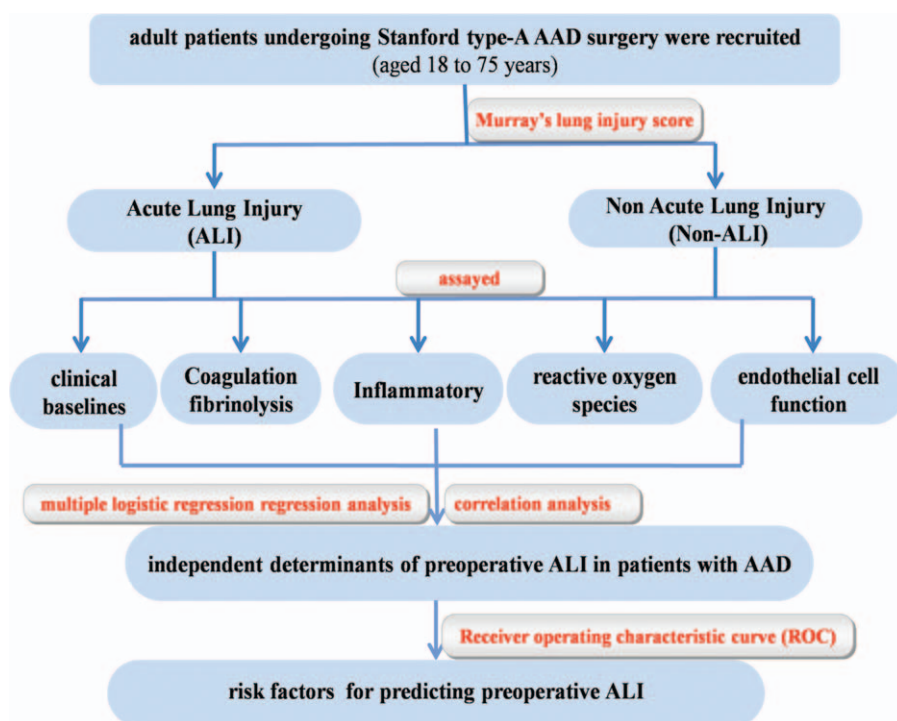 adult patients undergoing Stanford type-A AAD surgery were recruited
(aged 18 to 75 years)
Murray's lung injury score
Acute Lung Injury
(ALI)
Non Acute Lung Injury
(Non-ALI)
assayed
clinical
baselines
Coagulation
fibrinolysis
Inflammatory
reactive oxygen
species
endothelial cell
function
multiple logistic regression regression analysis
correlation analysis
independent determinants of preoperative ALI in patients with AAD
Receiver operating characteristic curve (ROC)
risk factors for predicting preoperative ALI